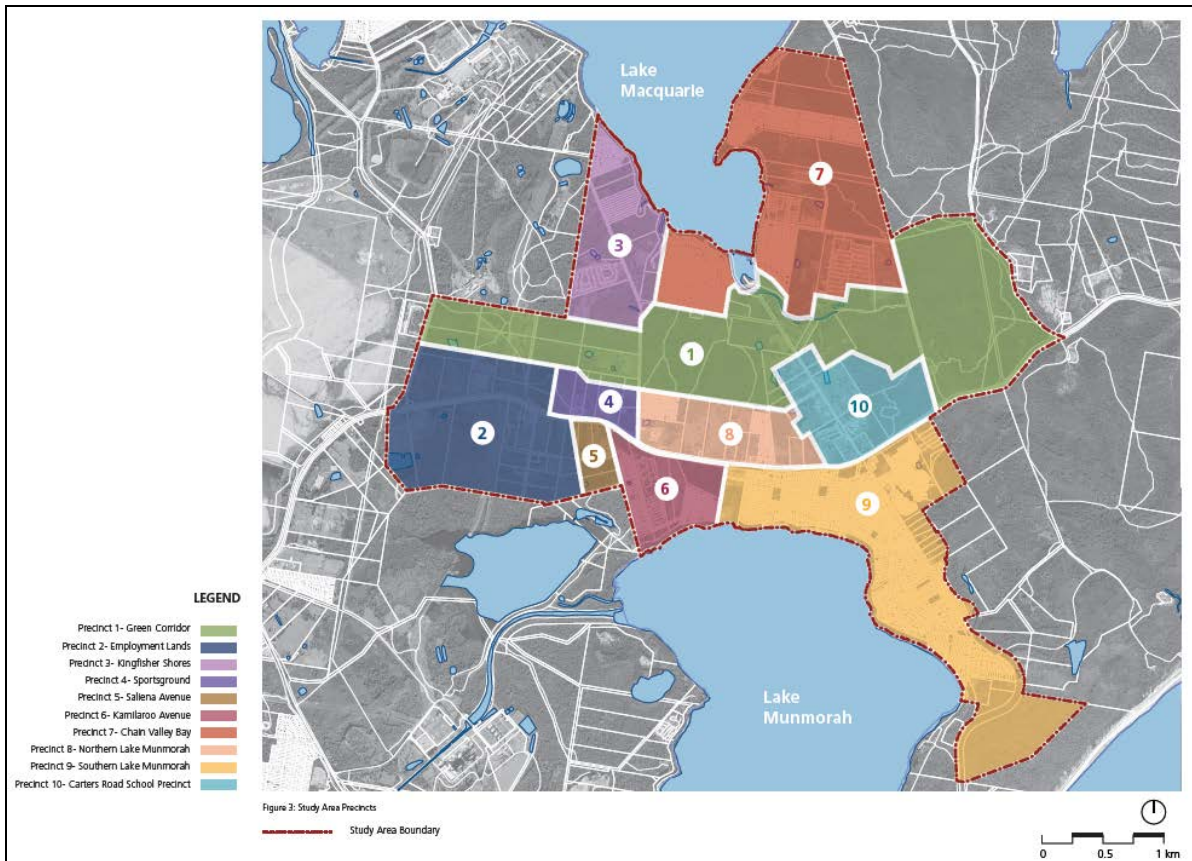 Lake
Macquarie
7
3
1
4
10
2
8
5
6
9
Lake
Munmorah
LEGEND
Precinct 1- Green Corridor
Precinct 2- Employment Lands
Precinct 3- Kingfisher Shores
Precinct 4- Sportsground
Precinct 5- Saliena Avenue
Precinct 6- Kamilaroo Avenue
Precinct 7- Chain Valley Bay
Precinct 8- Northern Lake Munmorah
Precinct 9- Southern Lake Munmorah
Precinct 10- Carters Road School Precinct
Figure 3: Study Area Precincts
Study Area Boundary
0 0.5 1 km